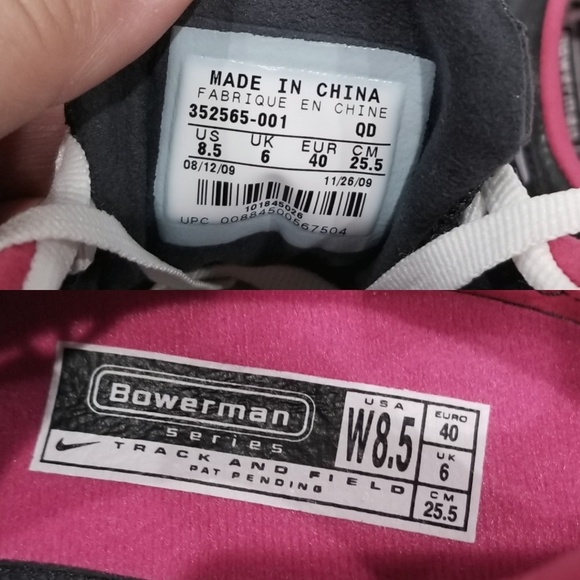 MADE IN CHINA
FABRIQUE EN CHINE
352565-001 QD
US UK EUR CM
8.5 6 40 25.5
08/12/09 11/26/09
101845026
UPC 00884500567504
Bowerman
series
TRACK AND FIELD
PAT PENDING
USA
W8.5
EURO
40
UK
6
CM
25.5